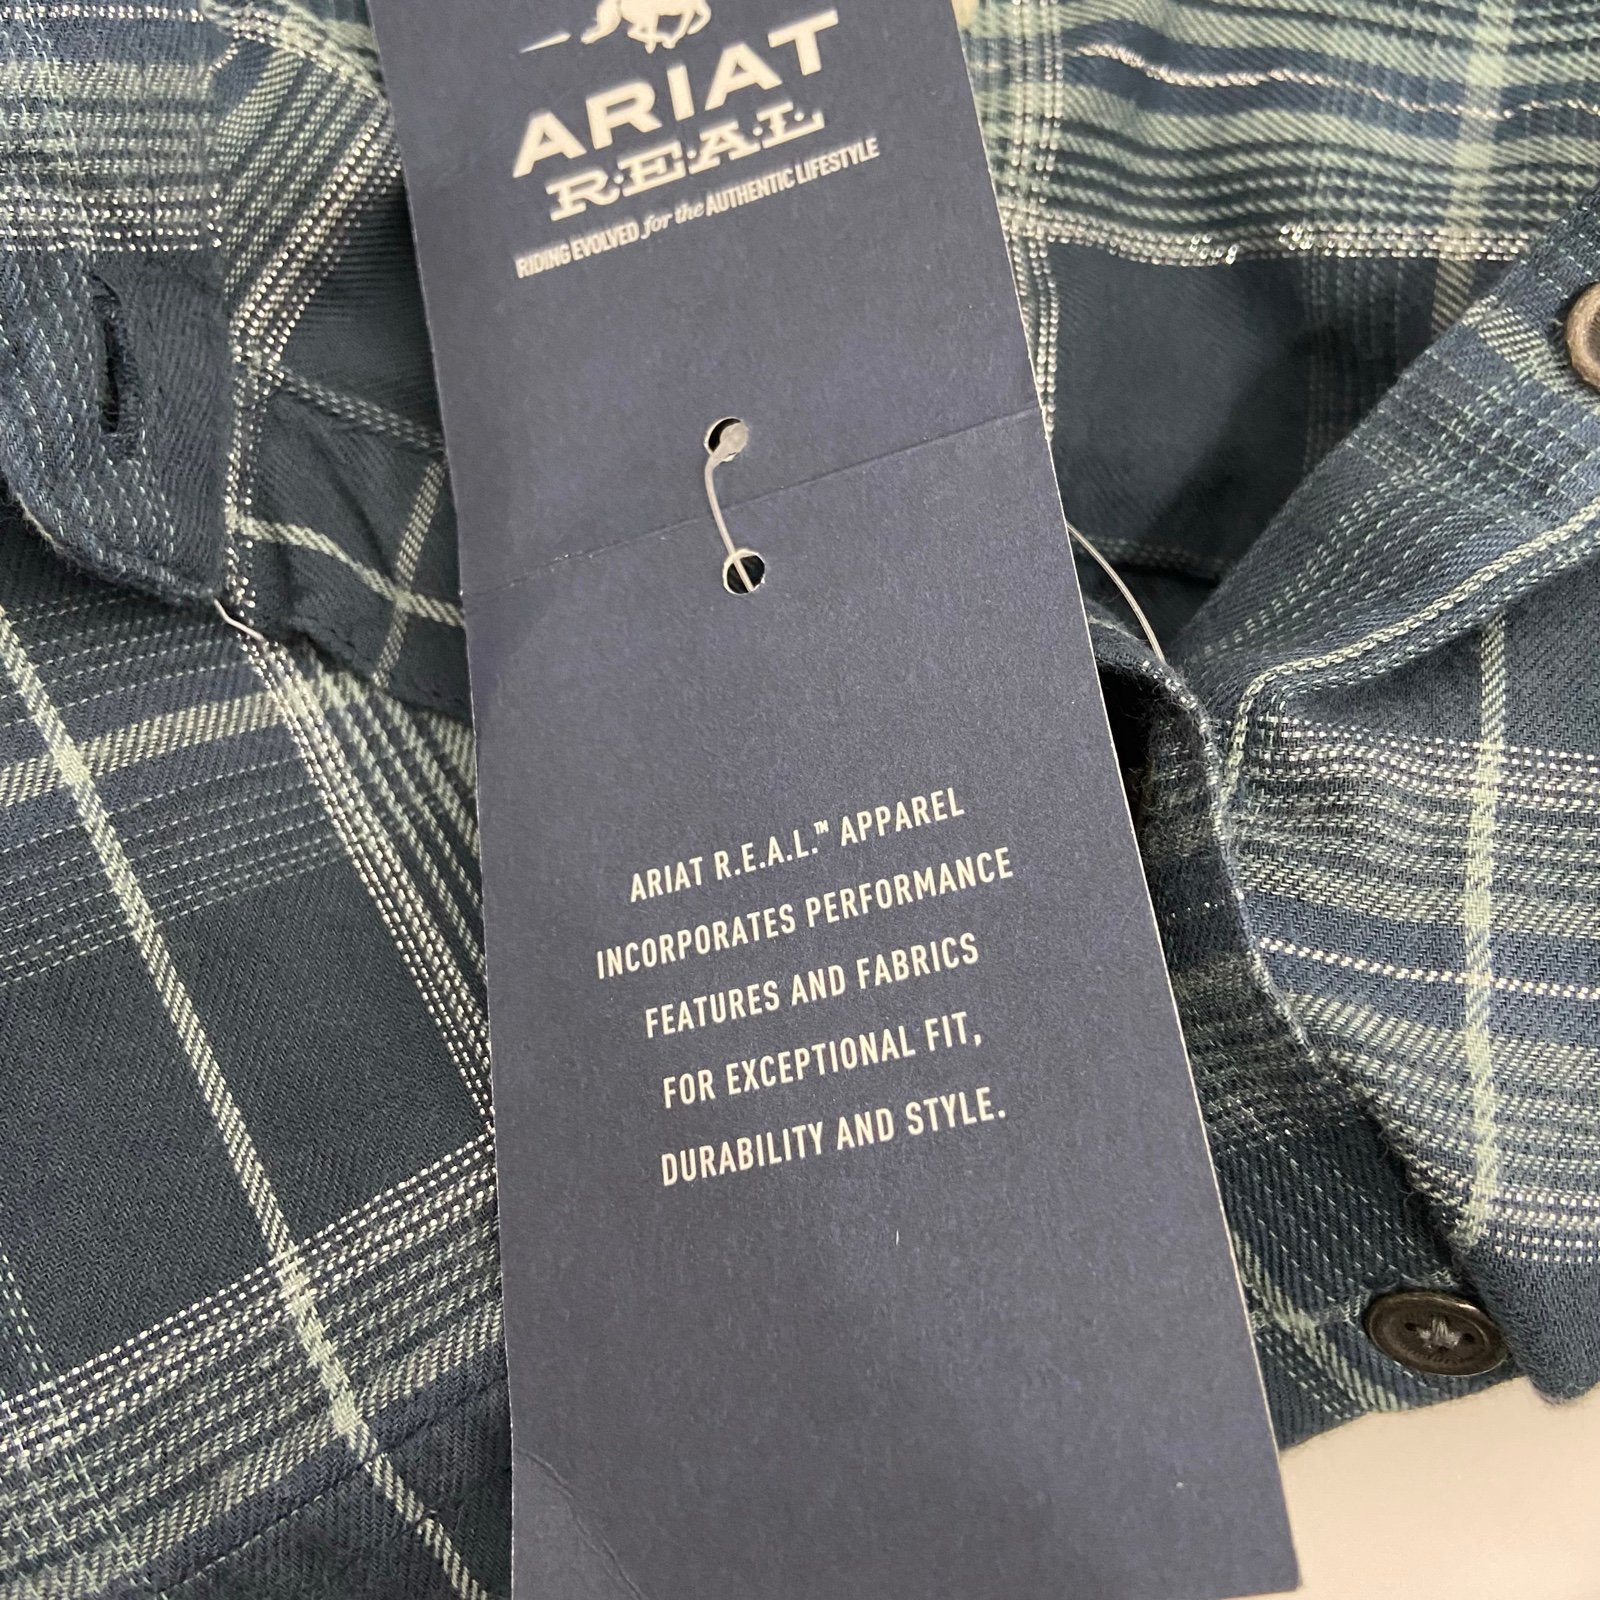 ARIAT
R.E.A.L.
RIDING EVOLVED for the AUTHENTIC LIFESTYLE
ARIAT R.E.A.L.™ APPAREL
INCORPORATES PERFORMANCE
FEATURES AND FABRICS
FOR EXCEPTIONAL FIT,
DURABILITY AND STYLE.